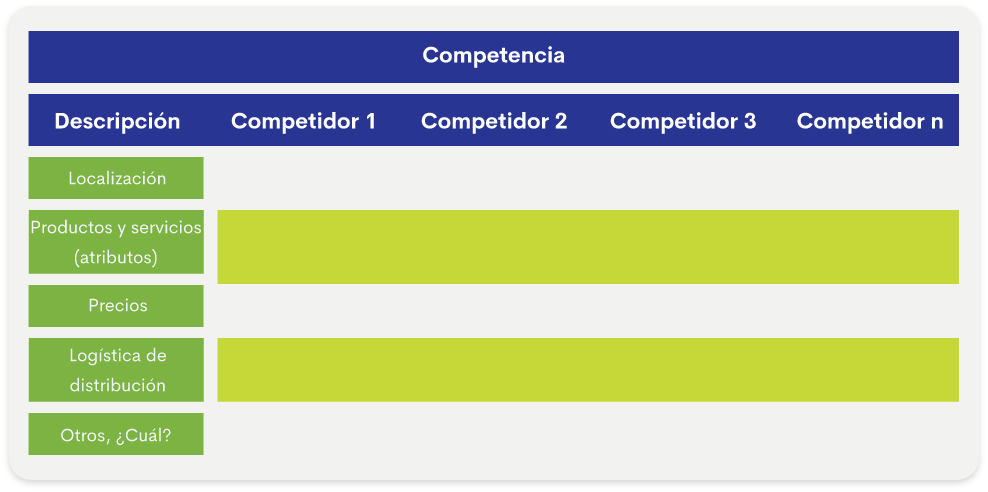 Competencia
Descripción Competidor 1 Competidor 2 Competidor 3 Competidor n
Localización
Productos y servicios
(atributos)
Precios
Logística de
distribución
Otros, ¿Cuál?